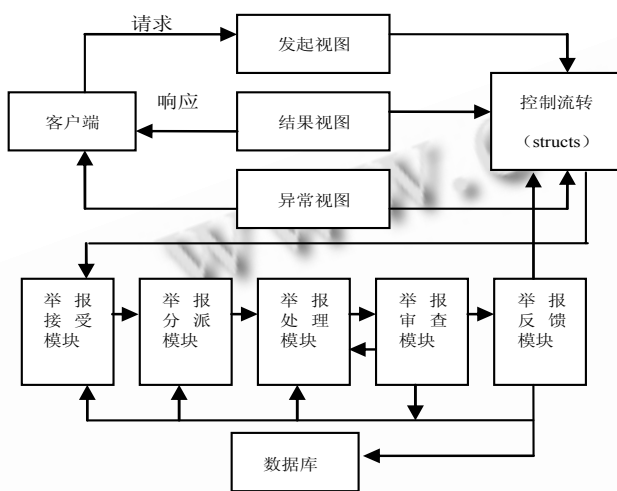 请求
发起视图
响应
客户端
结果视图
控制流转
（structs）
异常视图
举报
接受
模块
举报
分派
模块
举报
处理
模块
举报
审查
模块
举报
反馈
模块
数据库
www.c